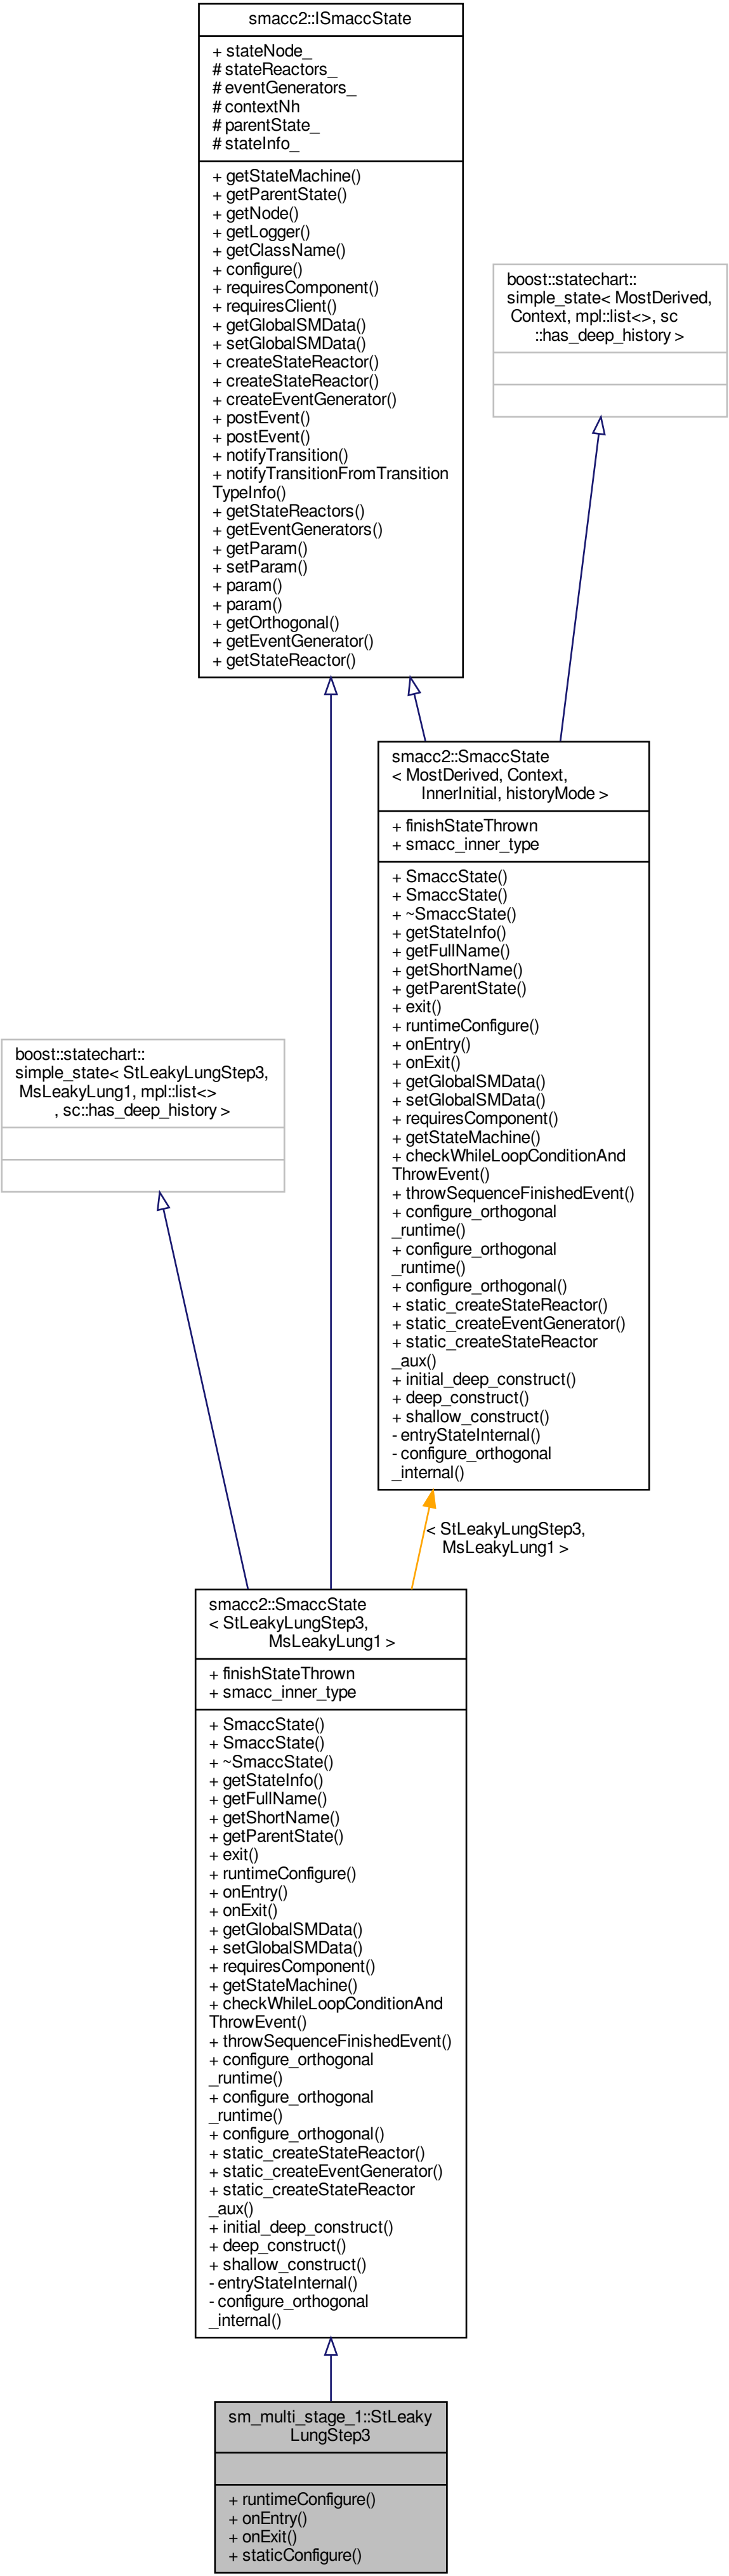 smacc2::ISmaccState
+ stateNode_
# stateReactors_
# eventGenerators_
# contextNh
# parentState_
# stateInfo_
+ getStateMachine()
+ getParentState()
+ getNode()
+ getLogger()
+ getClassName()
+ configure()
+ requiresComponent()
+ requiresClient()
+ getGlobalSMData()
+ setGlobalSMData()
+ createStateReactor()
+ createStateReactor()
+ createEventGenerator()
+ postEvent()
+ postEvent()
+ notifyTransition()
+ notifyTransitionFromTransition
TypeInfo()
+ getStateReactors()
+ getEventGenerators()
+ getParam()
+ setParam()
+ param()
+ param()
+ getOrthogonal()
+ getEventGenerator()
+ getStateReactor()
boost::statechart::
simple_state< MostDerived,
Context, mpl::list<>, sc
::has_deep_history >
smacc2::SmaccState
< MostDerived, Context,
InnerInitial, historyMode >
+ finishStateThrown
+ smacc_inner_type
+ SmaccState()
+ SmaccState()
+ ~SmaccState()
+ getStateInfo()
+ getFullName()
+ getShortName()
+ getParentState()
+ exit()
+ runtimeConfigure()
+ onEntry()
+ onExit()
+ getGlobalSMData()
+ setGlobalSMData()
+ requiresComponent()
+ getStateMachine()
+ checkWhileLoopConditionAnd
ThrowEvent()
+ throwSequenceFinishedEvent()
+ configure_orthogonal
_runtime()
+ configure_orthogonal
_runtime()
+ configure_orthogonal()
+ static_createStateReactor()
+ static_createEventGenerator()
+ static_createStateReactor
_aux()
+ initial_deep_construct()
+ deep_construct()
+ shallow_construct()
- entryStateInternal()
- configure_orthogonal
_internal()
boost::statechart::
simple_state< StLeakyLungStep3,
MsLeakyLung1, mpl::list<>
, sc::has_deep_history >
< StLeakyLungStep3,
MsLeakyLung1 >
smacc2::SmaccState
< StLeakyLungStep3,
MsLeakyLung1 >
+ finishStateThrown
+ smacc_inner_type
+ SmaccState()
+ SmaccState()
+ ~SmaccState()
+ getStateInfo()
+ getFullName()
+ getShortName()
+ getParentState()
+ exit()
+ runtimeConfigure()
+ onEntry()
+ onExit()
+ getGlobalSMData()
+ setGlobalSMData()
+ requiresComponent()
+ getStateMachine()
+ checkWhileLoopConditionAnd
ThrowEvent()
+ throwSequenceFinishedEvent()
+ configure_orthogonal
_runtime()
+ configure_orthogonal
_runtime()
+ configure_orthogonal()
+ static_createStateReactor()
+ static_createEventGenerator()
+ static_createStateReactor
_aux()
+ initial_deep_construct()
+ deep_construct()
+ shallow_construct()
- entryStateInternal()
- configure_orthogonal
_internal()
sm_multi_stage_1::StLeaky
LungStep3
+ runtimeConfigure()
+ onEntry()
+ onExit()
+ staticConfigure()